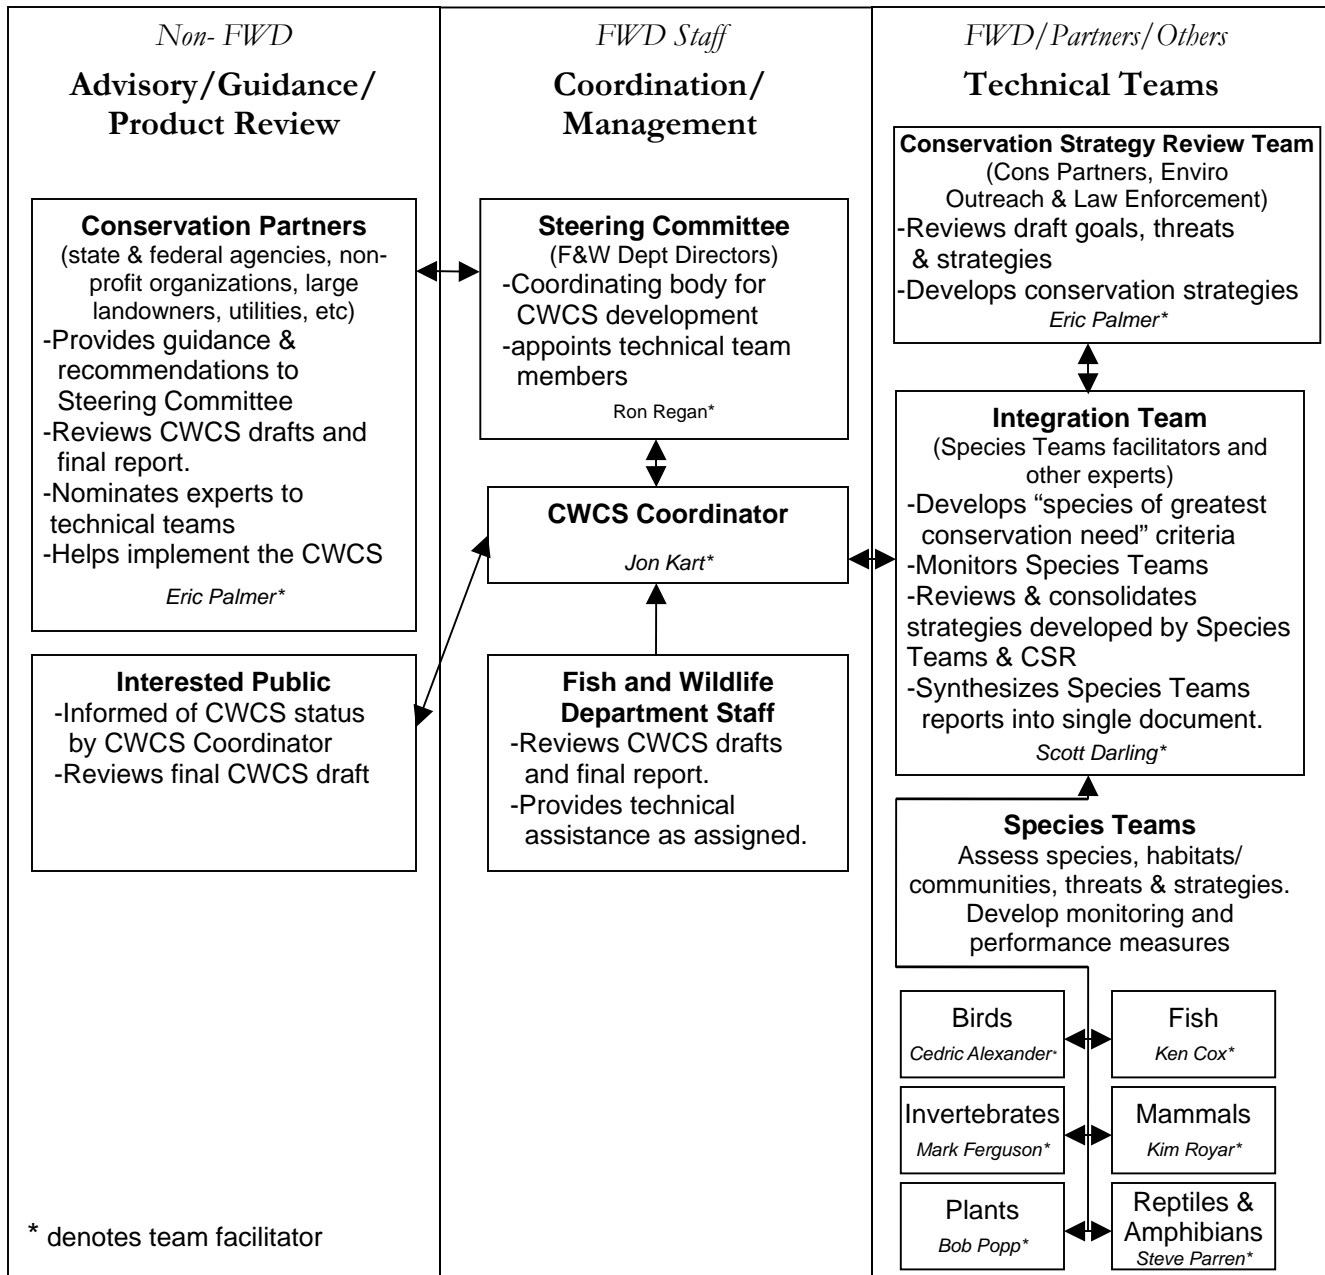 Non- FWD
Advisory/Guidance/
Product Review
Conservation Partners
(state & federal agencies, non-
profit organizations, large
landowners, utilities, etc)
-Provides guidance &
recommendations to
Steering Committee
-Reviews CWCS drafts and
final report.
-Nominates experts to
technical teams
-Helps implement the CWCS
Eric Palmer*
Interested Public
-Informed of CWCS status
by CWCS Coordinator
-Reviews final CWCS draft
* denotes team facilitator
FWD Staff
Coordination/
Management
Steering Committee
(F&W Dept Directors)
-Coordinating body for
CWCS development
-appoints technical team
members
Ron Regan*
CWCS Coordinator
Jon Kart*
Fish and Wildlife
Department Staff
-Reviews CWCS drafts
and final report.
-Provides technical
assistance as assigned.
FWD/Partners/Others
Technical Teams
Conservation Strategy Review Team
(Cons Partners, Enviro
Outreach & Law Enforcement)
-Reviews draft goals, threats
& strategies
-Develops conservation strategies
Eric Palmer*
Integration Team
(Species Teams facilitators and
other experts)
-Develops “species of greatest
conservation need” criteria
-Monitors Species Teams
-Reviews & consolidates
strategies developed by Species
Teams & CSR
-Synthesizes Species Teams
reports into single document.
Scott Darling*
Species Teams
Assess species, habitats/
communities, threats & strategies.
Develop monitoring and
performance measures
Birds
Cedric Alexander*
Fish
Ken Cox*
Invertebrates
Mark Ferguson*
Mammals
Kim Royar*
Plants
Bob Popp*
Reptiles &
Amphibians
Steve Parren*